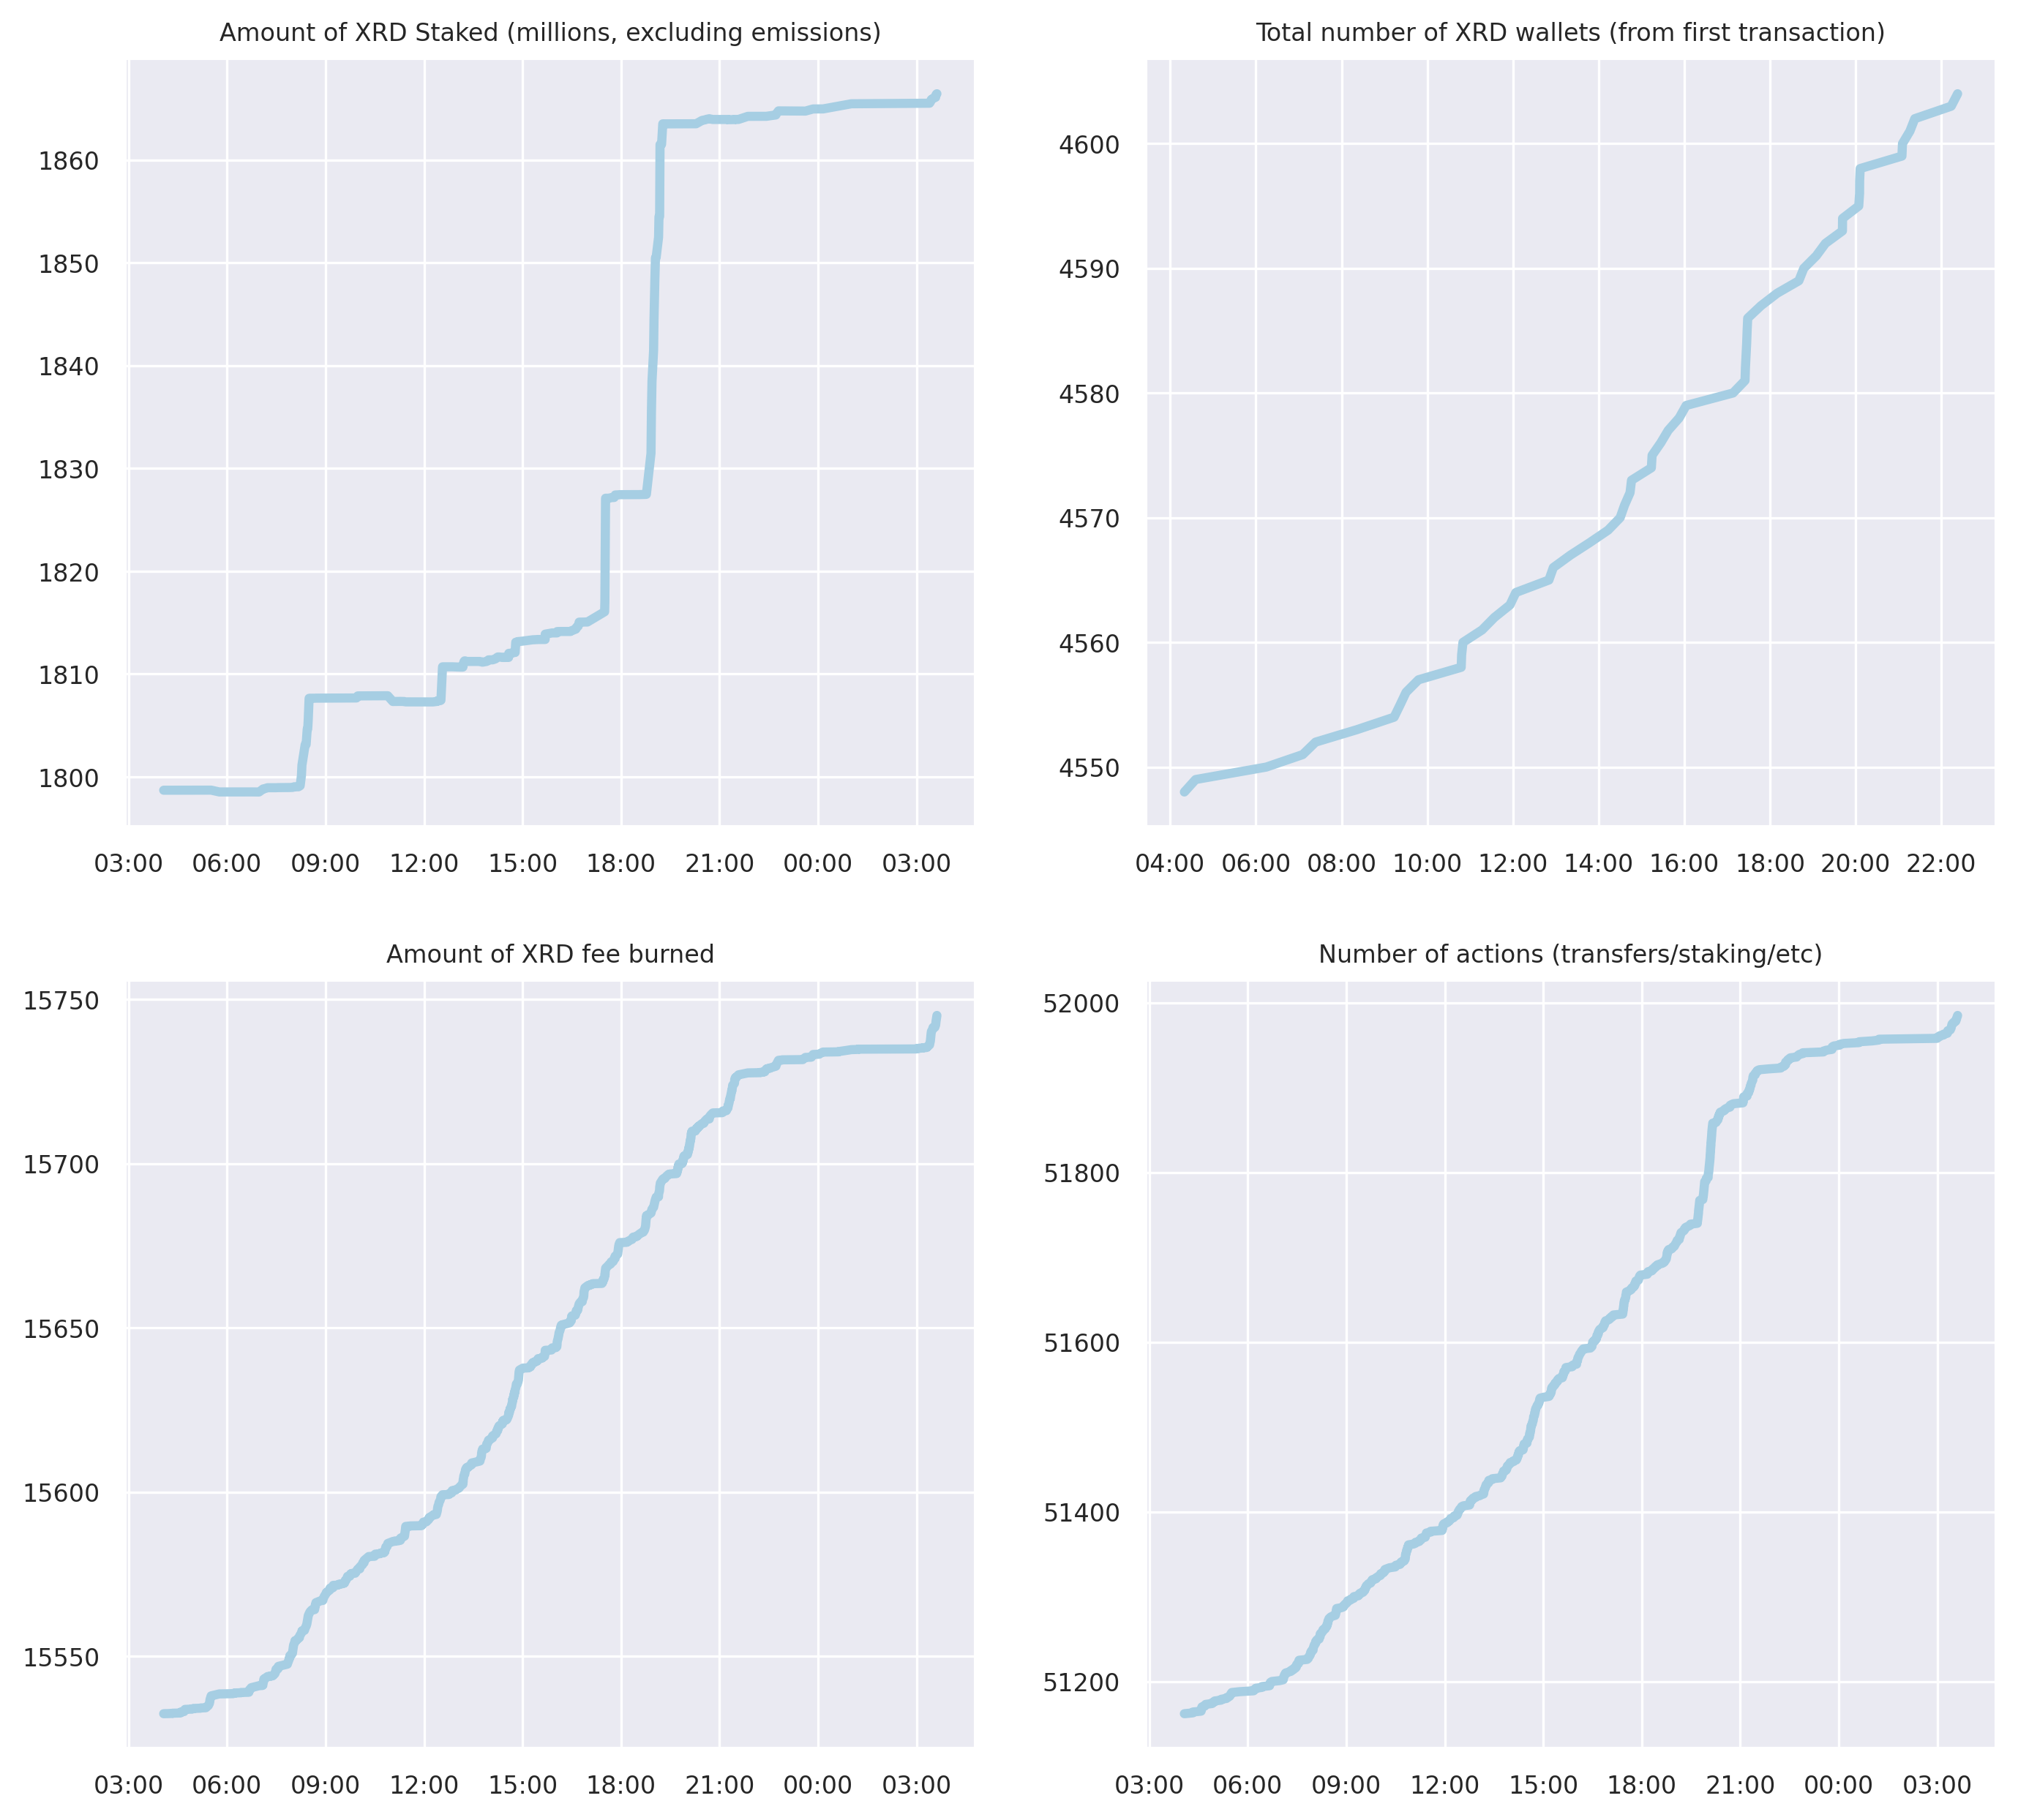 Amount of XRD Staked (millions, excluding emissions)
1860
1850
1840
1830
1820
1810
1800
03:00 06:00 09:00 12:00 15:00 18:00 21:00 00:00 03:00
Total number of XRD wallets (from first transaction)
4600
4590
4580
4570
4560
4550
04:00 06:00 08:00 10:00 12:00 14:00 16:00 18:00 20:00 22:00
Amount of XRD fee burned
15750
15700
15650
15600
15550
03:00 06:00 09:00 12:00 15:00 18:00 21:00 00:00 03:00
Number of actions (transfers/staking/etc)
52000
51800
51600
51400
51200
03:00 06:00 09:00 12:00 15:00 18:00 21:00 00:00 03:00